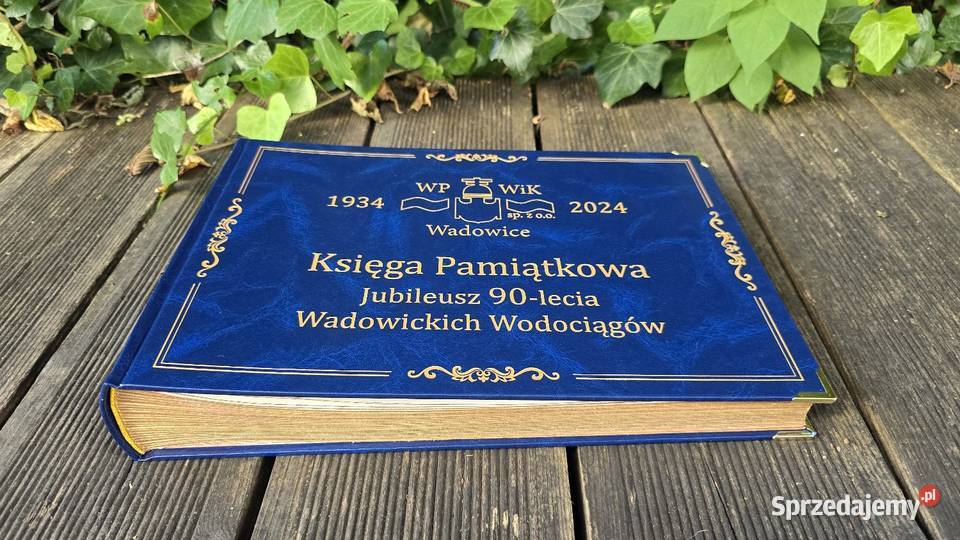 WP WiK
sp. z o.o.
1934 2024
Wadowice
Księga Pamiątkowa
Jubileusz 90-lecia
Wadowickich Wodociągów
Sprzedajemy.pl